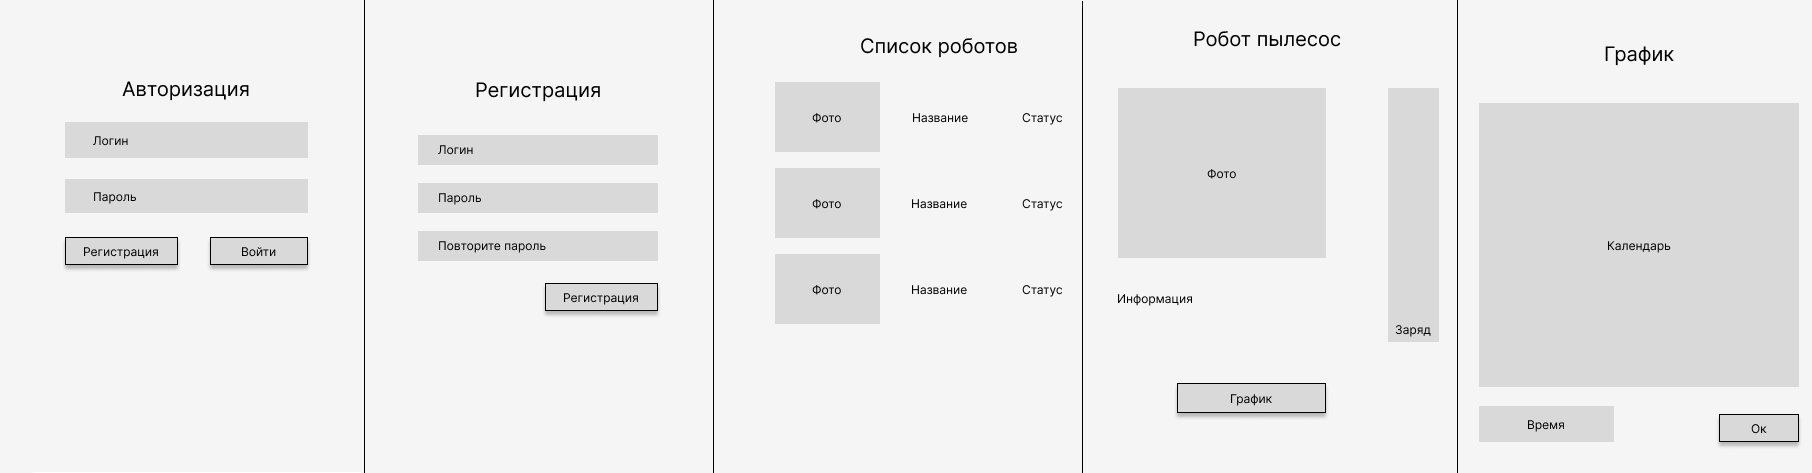 Авторизация
Логин
Пароль
Регистрация Войти
Регистрация
Логин
Пароль
Повторите пароль
Регистрация
Список роботов
Фото Название Статус
Фото Название Статус
Фото Название Статус
Робот пылесос
Фото
Информация
Заряд
График
График
Календарь
Время Ок